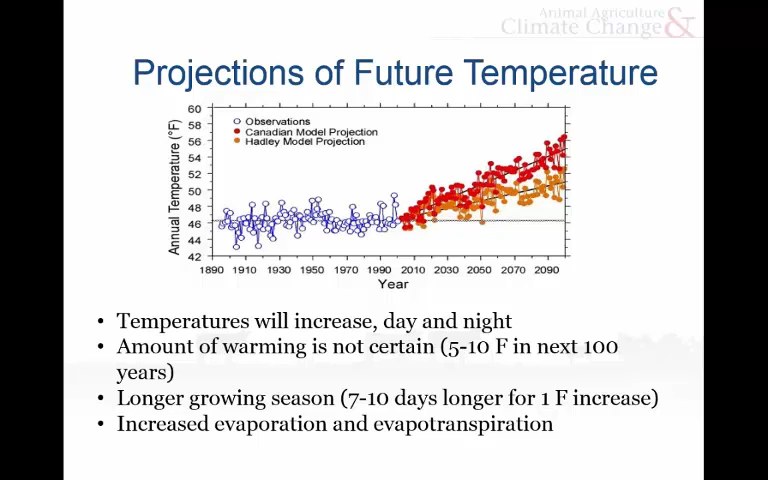 Animal Agriculture
Climate Change &
Projections of Future Temperature
60
58
56
54
52
50
48
46
44
42
Annual Temperature (°F)
Observations
Canadian Model Projection
Hadley Model Projection
1890 1910 1930 1950 1970 1990 2010 2030 2050 2070 2090
Year
• Temperatures will increase, day and night
• Amount of warming is not certain (5-10 F in next 100
years)
• Longer growing season (7-10 days longer for 1 F increase)
• Increased evaporation and evapotranspiration